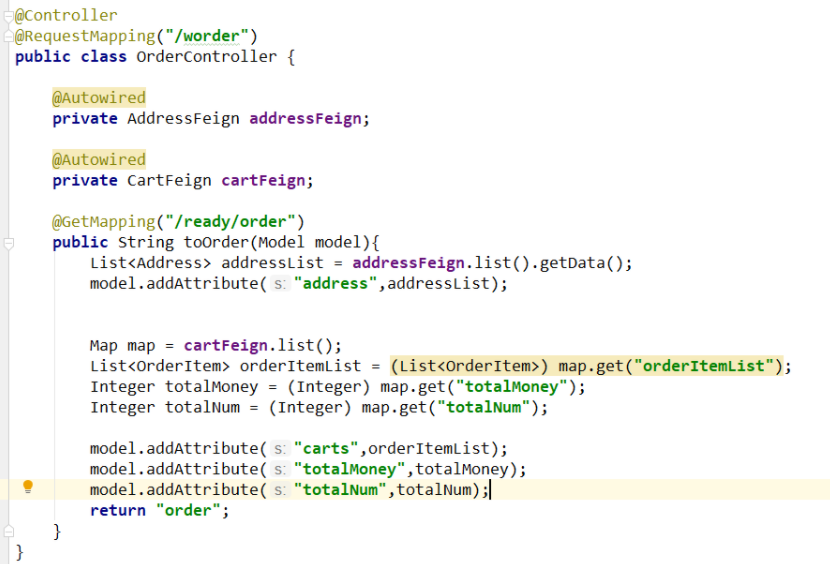 @Controller
@RequestMapping("/worder")
public class OrderController {
@Autowired
private AddressFeign addressFeign;
@Autowired
private CartFeign cartFeign;
@GetMapping("/ready/order")
public String toOrder(Model model){
List<Address> addressList = addressFeign.list().getData();
model.addAttribute( s: "address",addressList);
Map map = cartFeign.list();
List<OrderItem> orderItemList = (List<OrderItem>) map.get("orderItemList");
Integer totalMoney = (Integer) map.get("totalMoney");
Integer totalNum = (Integer) map.get("totalNum");
model.addAttribute( s: "carts",orderItemList);
model.addAttribute( s: "totalMoney",totalMoney);
model.addAttribute( s: "totalNum",totalNum);
return "order";
}
}